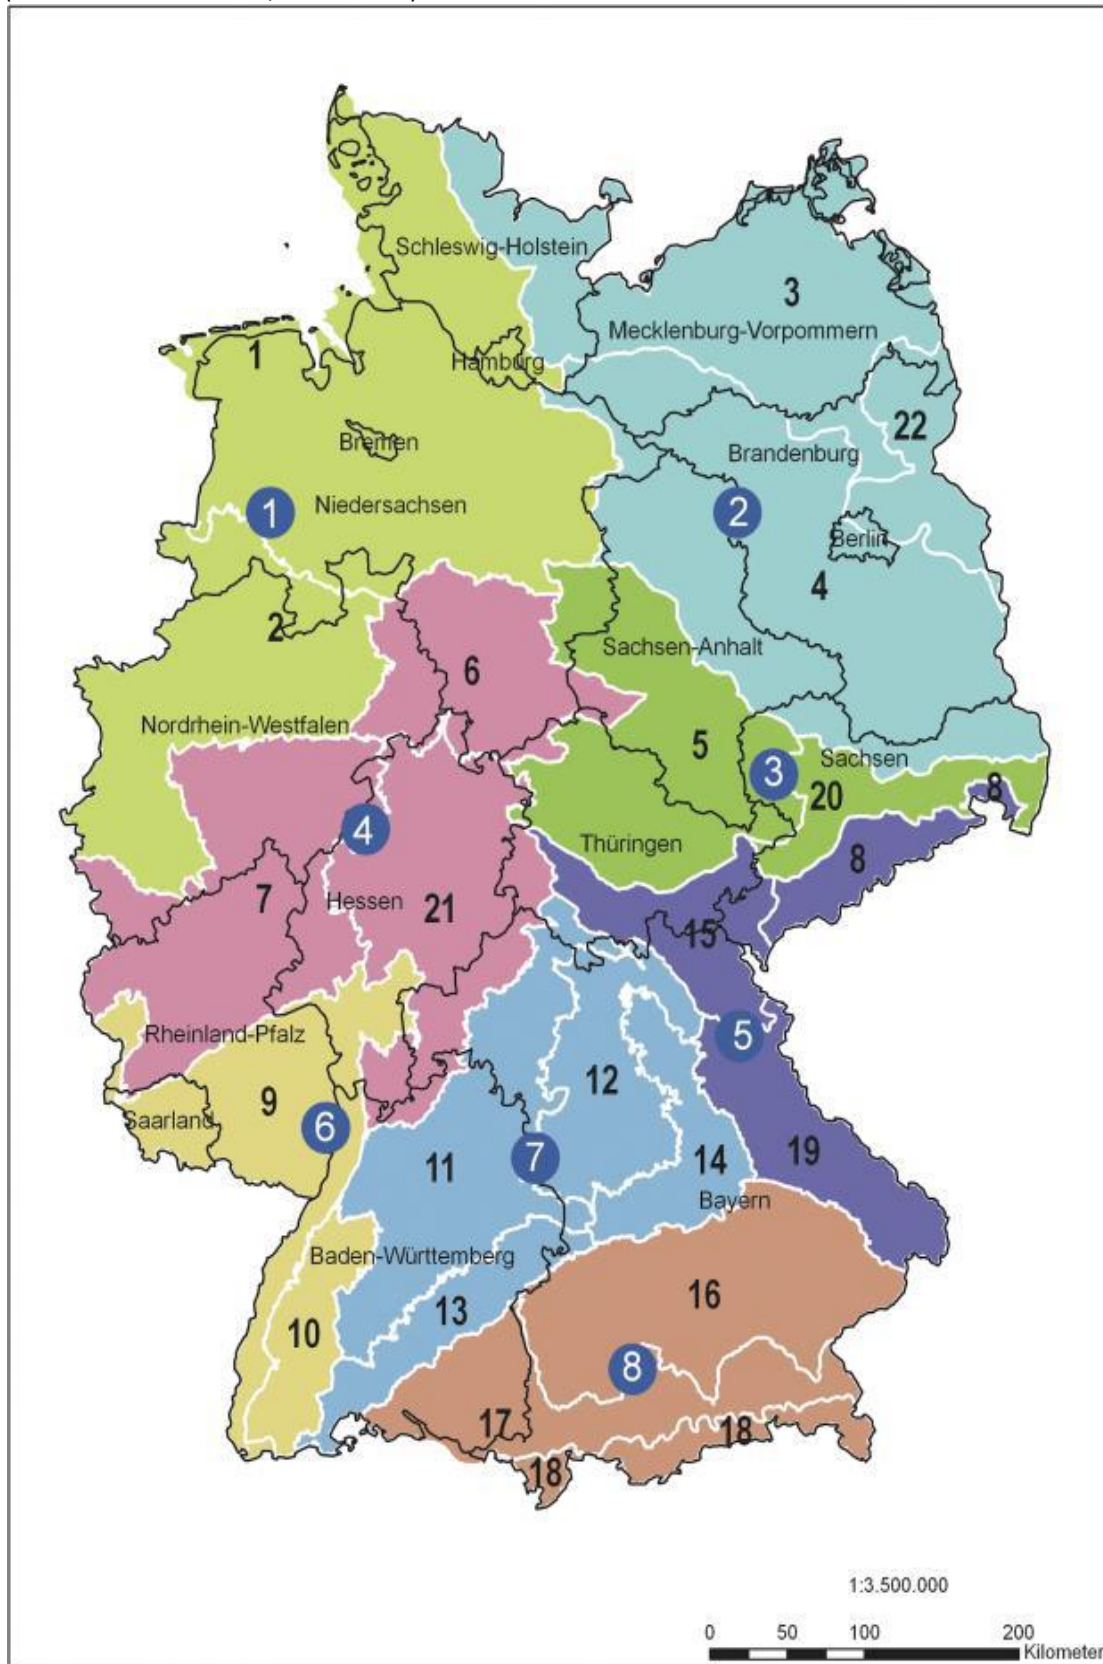 Schleswig-Holstein
3
Mecklenburg-Vorpommern
1
Hamburg
22
Bremen
Brandenburg
1
Niedersachsen
2
Berlin
4
2
Sachsen-Anhalt
6
Nordrhein-Westfalen
5
Sachsen
3
8
20
4
Thüringen
8
7
Hessen
21
15
Rheinland-Pfalz
5
12
9
Saarland
6
11
7
14
19
Bayern
Baden-Württemberg
16
13
10
8
17
18
18
1:3.500.000
0 50 100 200
Kilometer